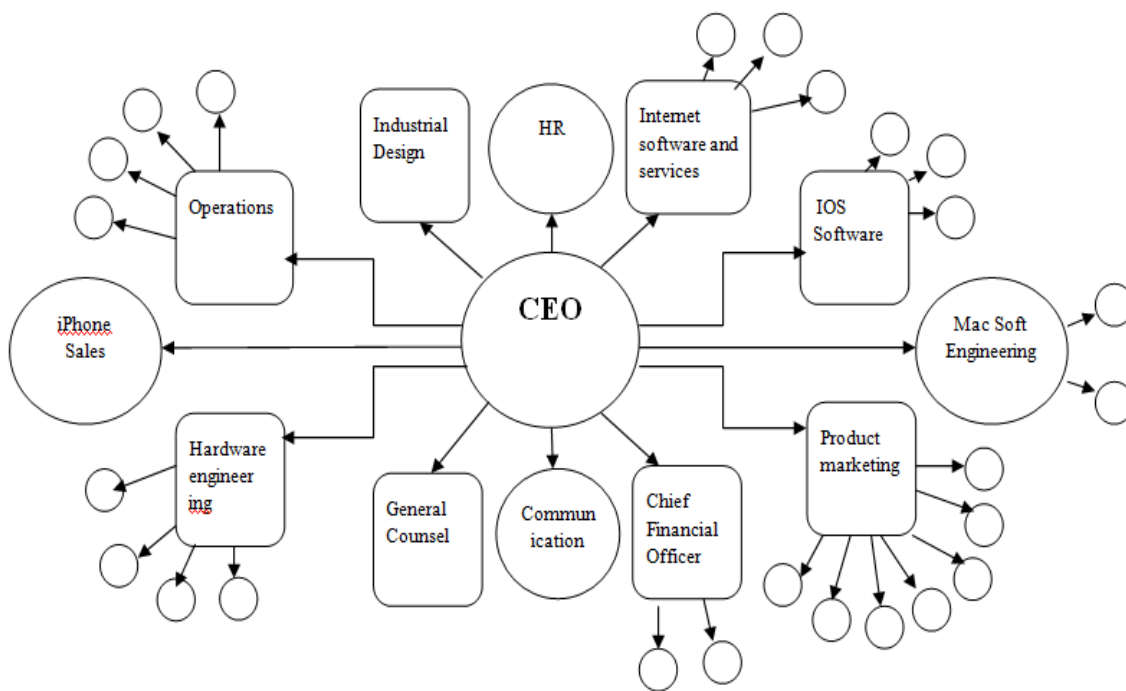 Industrial
Design
HR
Internet
software and
services
Operations
IOS
Software
CEO
iPhone
Sales
Mac Soft
Engineering
Hardware
engineer
ing
General
Counsel
Commun
ication
Chief
Financial
Officer
Product
marketing